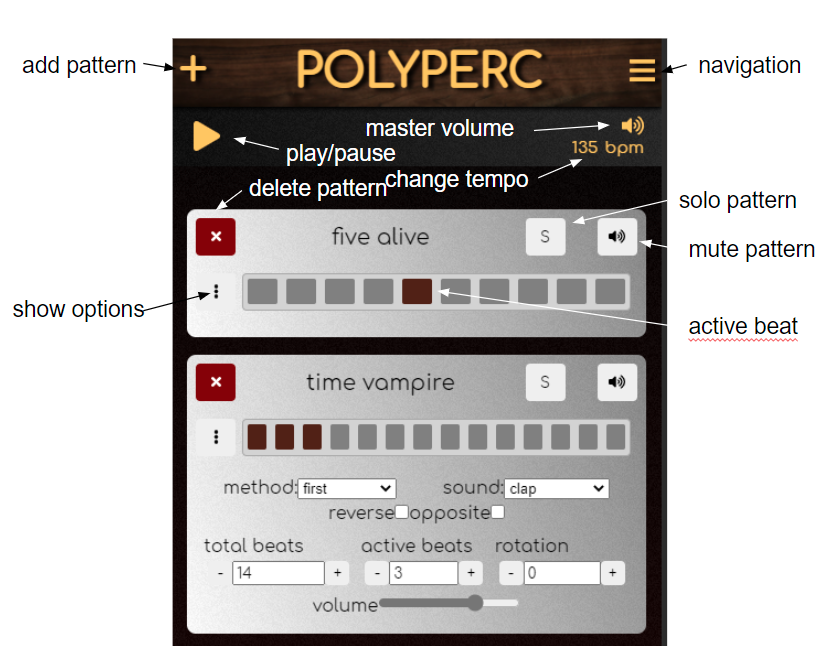 add pattern
POLYPERC
navigation
master volume
play/pause
135 bpm
delete pattern
change tempo
solo pattern
five alive
S
mute pattern
show options
active beat
time vampire
S
method: first
sound: clap
reverse opposite
total beats active beats rotation
- 14 + - 3 + - 0 +
volume